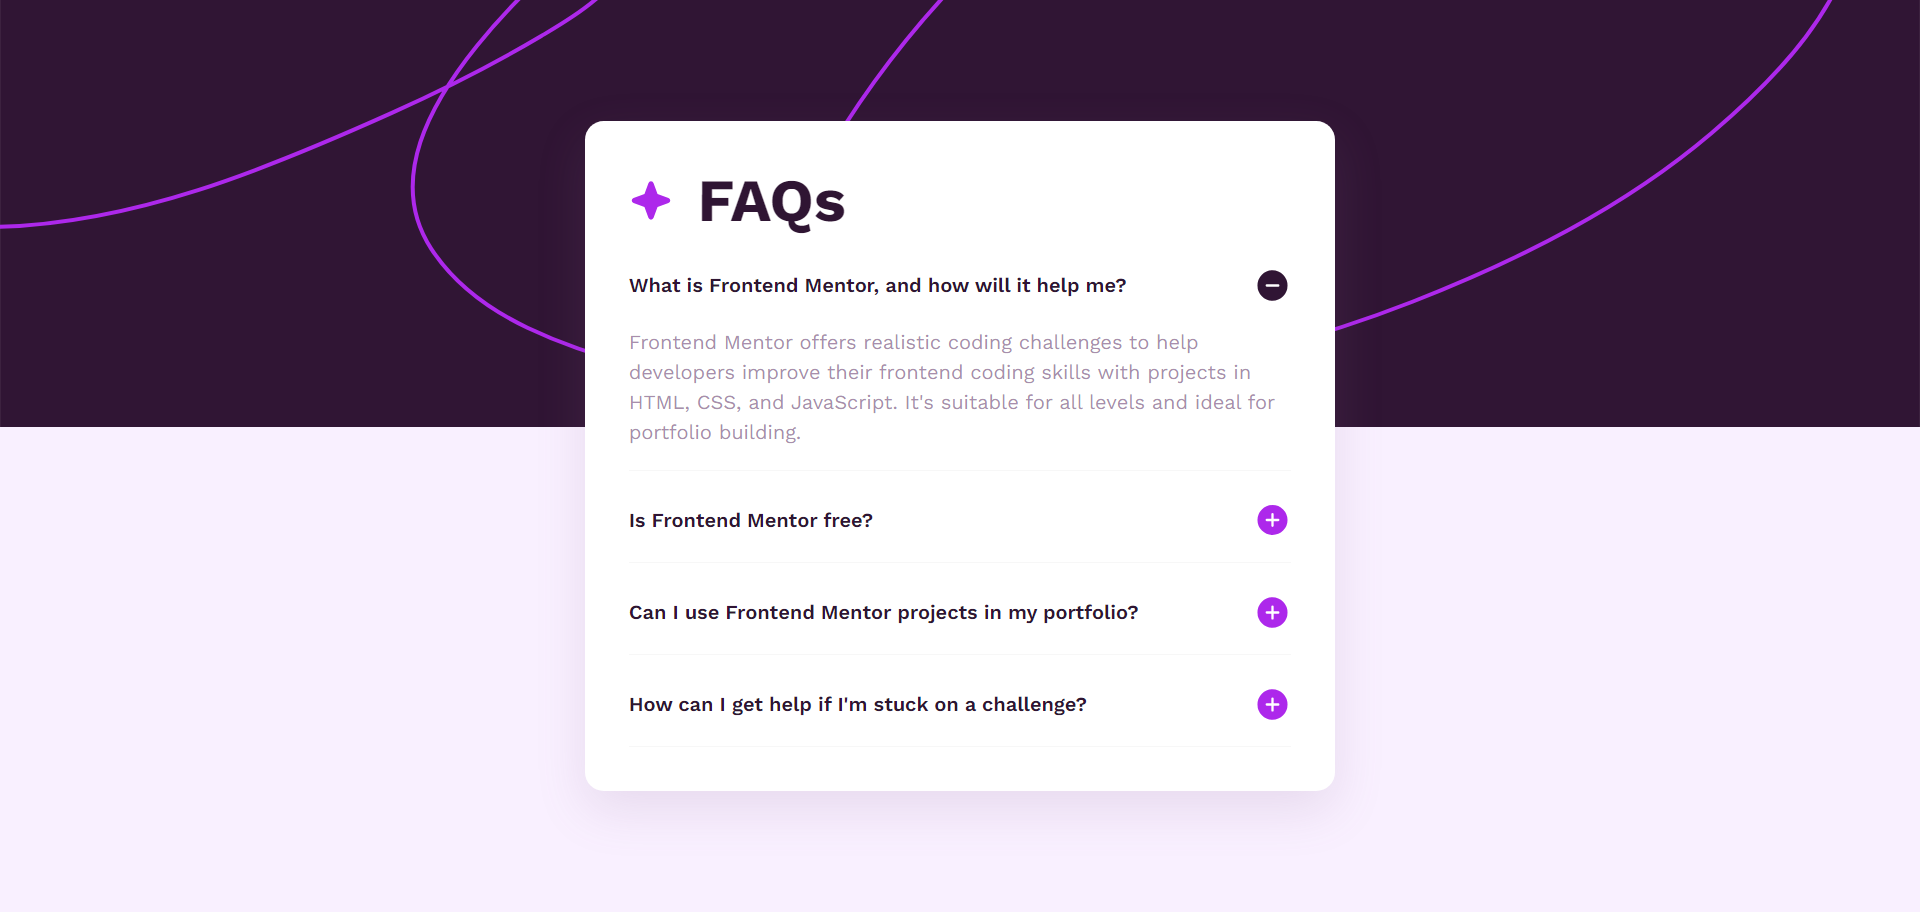 FAQs
What is Frontend Mentor, and how will it help me?
Frontend Mentor offers realistic coding challenges to help
developers improve their frontend coding skills with projects in
HTML, CSS, and JavaScript. It's suitable for all levels and ideal for
portfolio building.
Is Frontend Mentor free?
Can I use Frontend Mentor projects in my portfolio?
How can I get help if I'm stuck on a challenge?